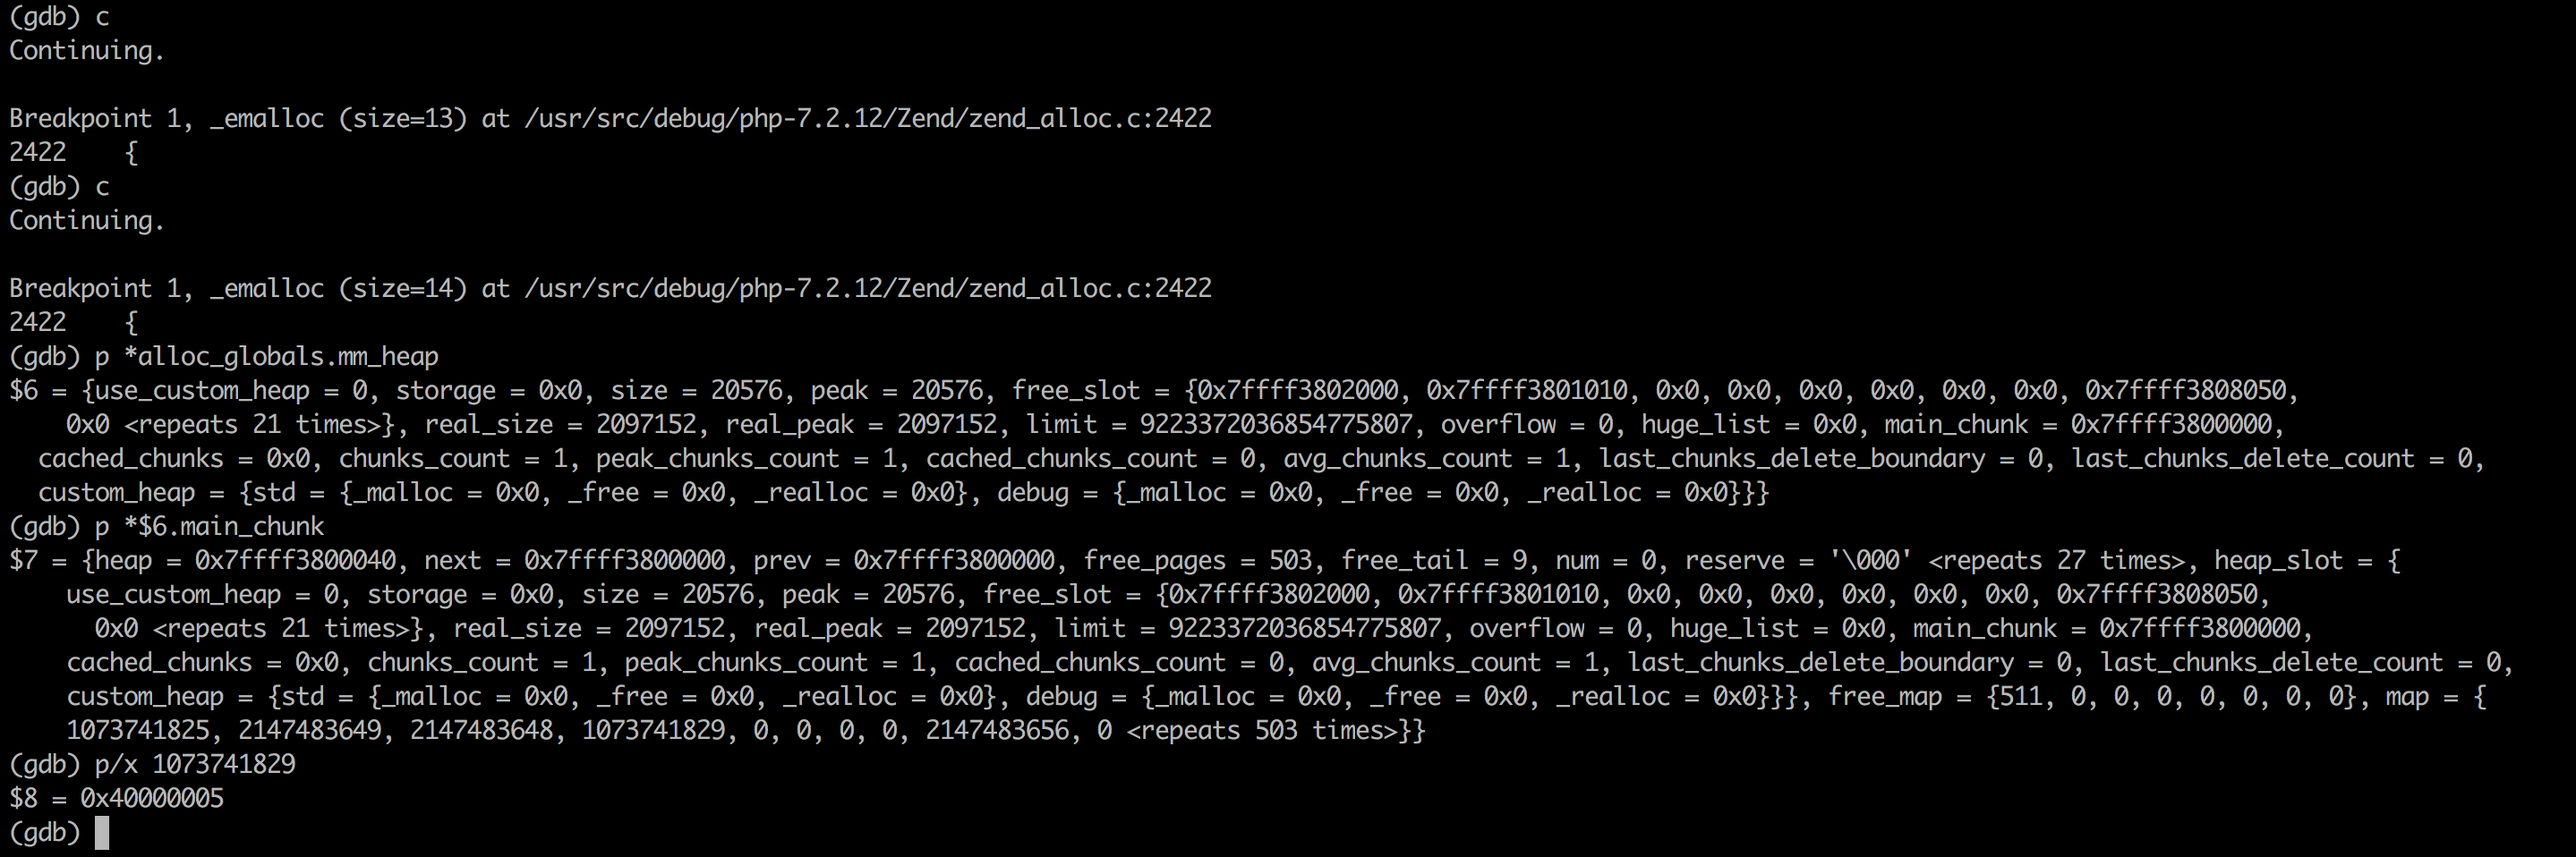 (gdb) c
Continuing.

Breakpoint 1, _emalloc (size=13) at /usr/src/debug/php-7.2.12/Zend/zend_alloc.c:2422
2422    {
(gdb) c
Continuing.

Breakpoint 1, _emalloc (size=14) at /usr/src/debug/php-7.2.12/Zend/zend_alloc.c:2422
2422    {
(gdb) p *alloc_globals.mm_heap
$6 = {use_custom_heap = 0, storage = 0x0, size = 20576, peak = 20576, free_slot = {0x7ffff3802000, 0x7ffff3801010, 0x0, 0x0, 0x0, 0x0, 0x0, 0x0, 0x7ffff3808050,
    0x0 <repeats 21 times>}, real_size = 2097152, real_peak = 2097152, limit = 9223372036854775807, overflow = 0, huge_list = 0x0, main_chunk = 0x7ffff3800000,
  cached_chunks = 0x0, chunks_count = 1, peak_chunks_count = 1, cached_chunks_count = 0, avg_chunks_count = 1, last_chunks_delete_boundary = 0, last_chunks_delete_count = 0,
  custom_heap = {std = {_malloc = 0x0, _free = 0x0, _realloc = 0x0}, debug = {_malloc = 0x0, _free = 0x0, _realloc = 0x0}}}
(gdb) p *$6.main_chunk
$7 = {heap = 0x7ffff3800040, next = 0x7ffff3800000, prev = 0x7ffff3800000, free_pages = 503, free_tail = 9, num = 0, reserve = '\000' <repeats 27 times>, heap_slot = {
    use_custom_heap = 0, storage = 0x0, size = 20576, peak = 20576, free_slot = {0x7ffff3802000, 0x7ffff3801010, 0x0, 0x0, 0x0, 0x0, 0x0, 0x0, 0x7ffff3808050,
      0x0 <repeats 21 times>}, real_size = 2097152, real_peak = 2097152, limit = 9223372036854775807, overflow = 0, huge_list = 0x0, main_chunk = 0x7ffff3800000,
    cached_chunks = 0x0, chunks_count = 1, peak_chunks_count = 1, cached_chunks_count = 0, avg_chunks_count = 1, last_chunks_delete_boundary = 0, last_chunks_delete_count = 0,
    custom_heap = {std = {_malloc = 0x0, _free = 0x0, _realloc = 0x0}, debug = {_malloc = 0x0, _free = 0x0, _realloc = 0x0}}}, free_map = {511, 0, 0, 0, 0, 0, 0, 0}, map = {
    1073741825, 2147483649, 2147483648, 1073741829, 0, 0, 0, 0, 2147483656, 0 <repeats 503 times>}}
(gdb) p/x 1073741829
$8 = 0x40000005
(gdb)